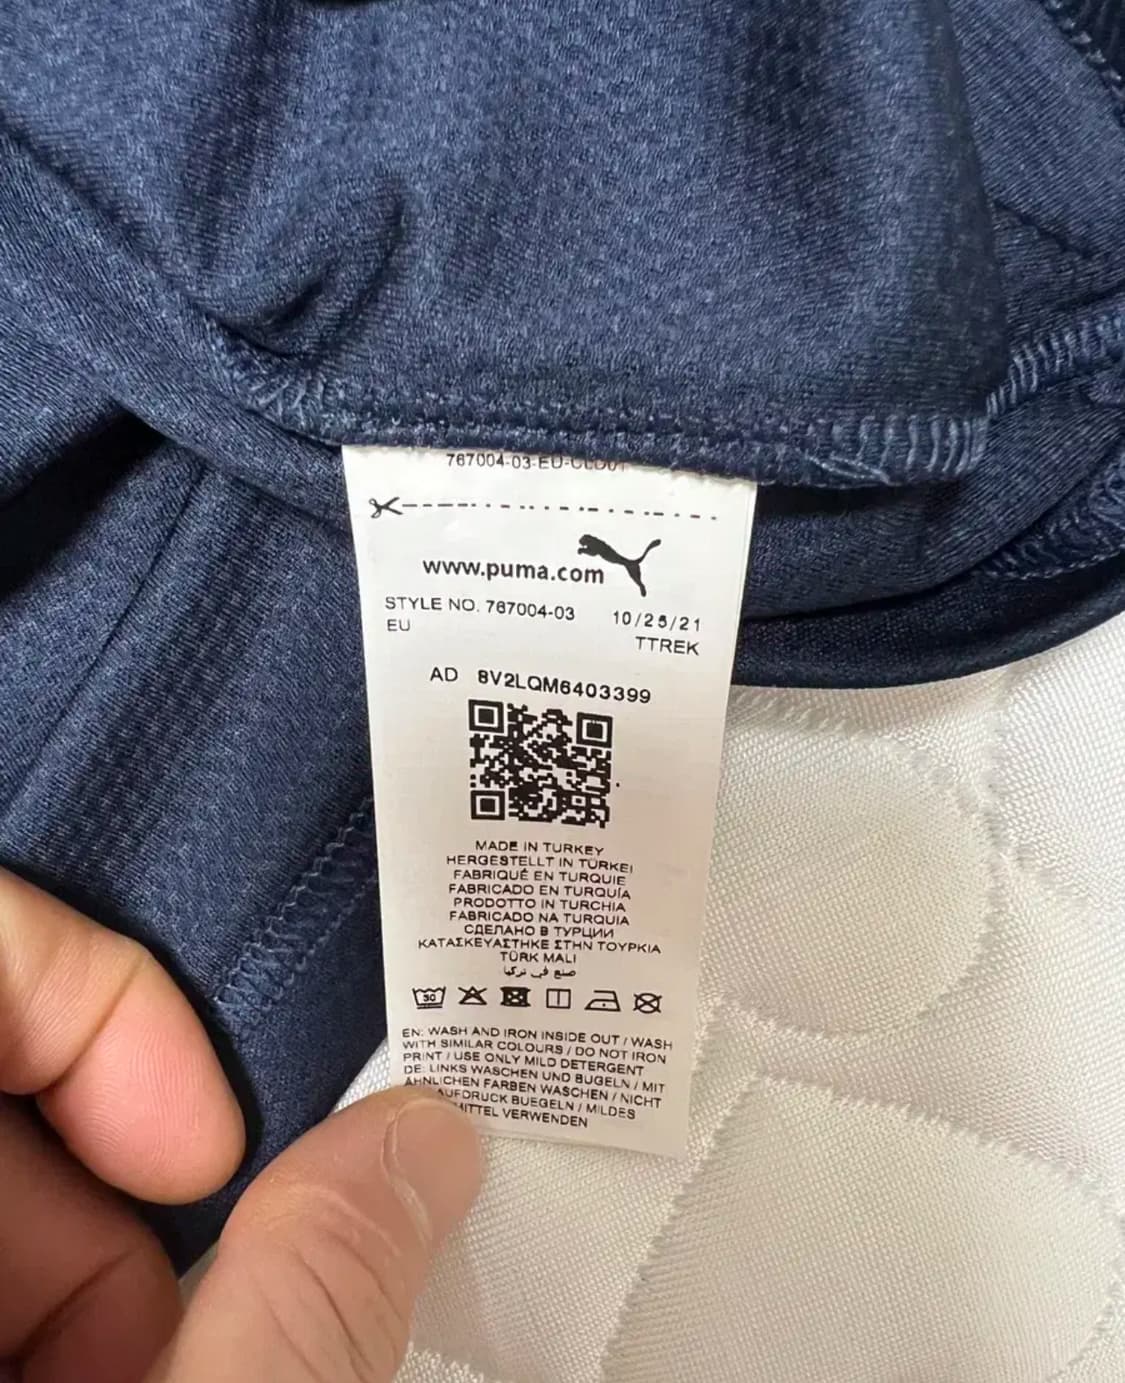 767004-03-EU-CLO01
www.puma.com
STYLE NO. 767004-03 10/25/21
EU TTREK
AD 8V2LQM6403399
MADE IN TURKEY
HERGESTELLT IN TÜRKEI
FABRIQUÉ EN TURQUIE
FABRICADO EN TURQUÍA
PRODOTTO IN TURCHIA
FABRICADO NA TURQUIA
СДЕЛАНО В ТУРЦИИ
ΚΑΤΑΣΚΕΥΑΣΤΗΚΕ ΣΤΗΝ ΤΟΥΡΚΙΑ
TÜRK MALI
صنع في تركيا
30
EN: WASH AND IRON INSIDE OUT / WASH
WITH SIMILAR COLOURS / DO NOT IRON
PRINT / USE ONLY MILD DETERGENT
DE: LINKS WASCHEN UND BUGELN / MIT
ÄHNLICHEN FARBEN WASCHEN / NICHT
AUFDRUCK BUEGELN / MILDES
MITTEL VERWENDEN